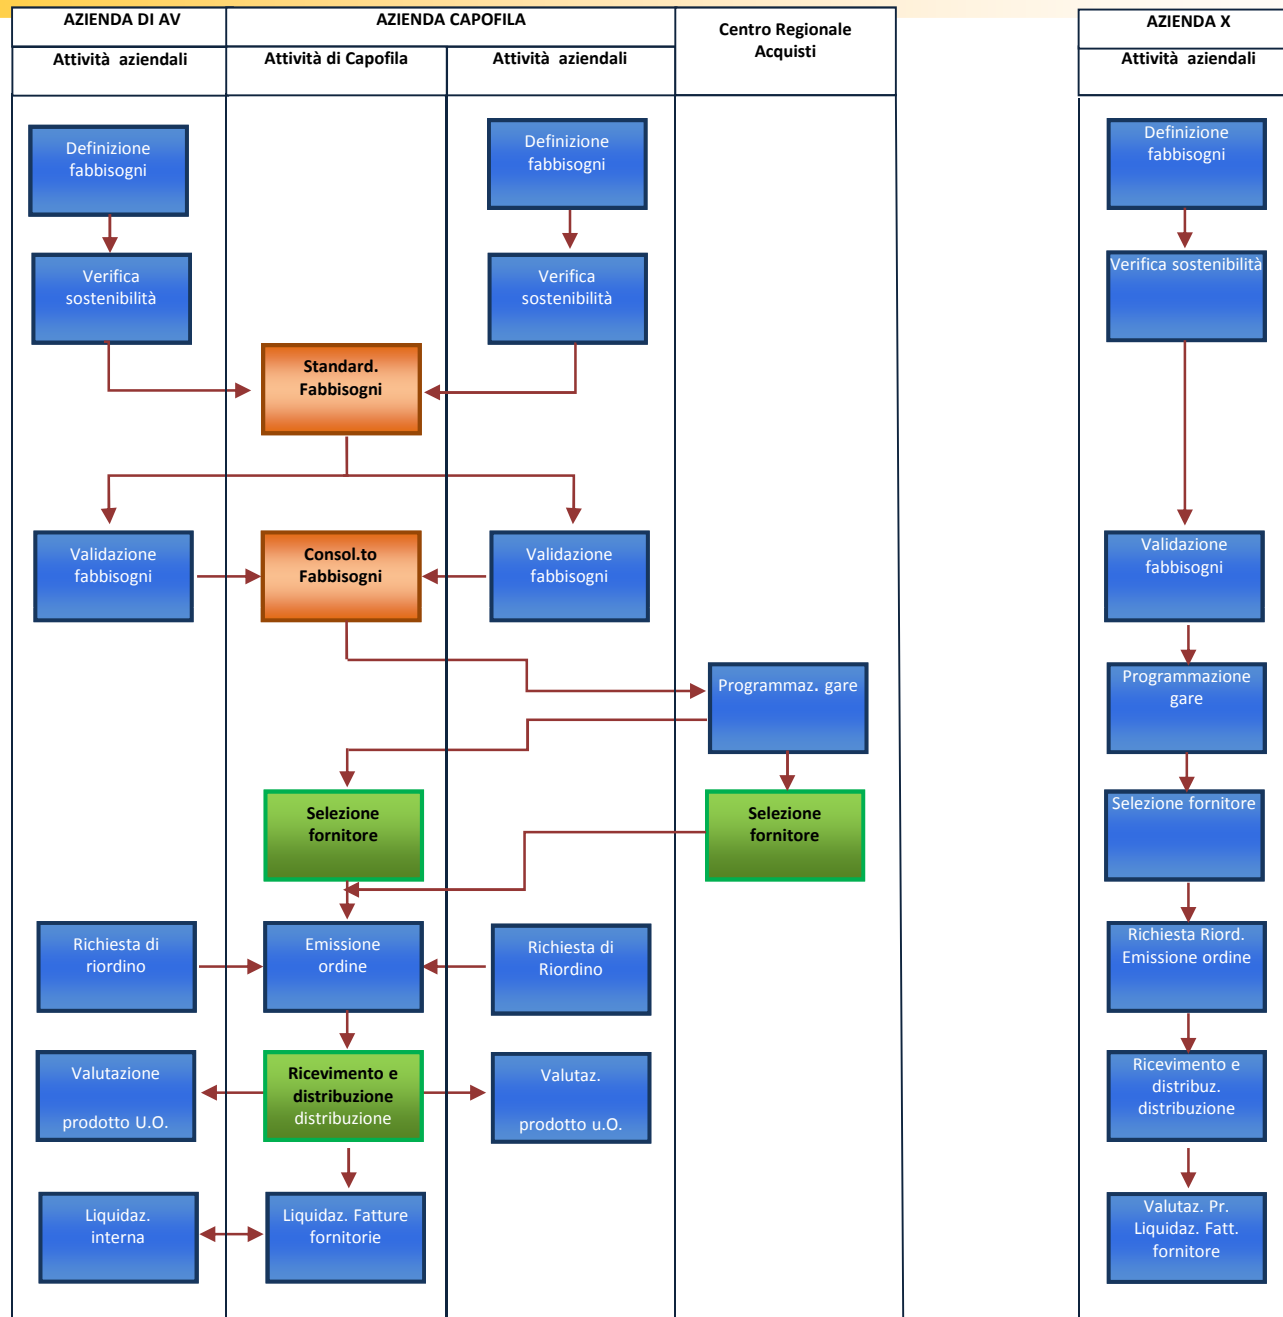 AZIENDA DI AV
AZIENDA CAPOFILA
Centro Regionale
Acquisti
AZIENDA X
Attività aziendali
Attività di Capofila
Attività aziendali
Attività aziendali
Definizione
fabbisogni
Definizione
fabbisogni
Definizione
fabbisogni
Verifica
sostenibilità
Verifica
sostenibilità
Verifica sostenibilità
Standard.
Fabbisogni
Validazione
fabbisogni
Consol.to
Fabbisogni
Validazione
fabbisogni
Validazione
fabbisogni
Programmaz. gare
Programmazione
gare
Selezione
fornitore
Selezione
fornitore
Selezione fornitore
Richiesta di
riordino
Emissione
ordine
Richiesta di
Riordino
Richiesta Riord.
Emissione ordine
Valutazione
prodotto U.O.
Ricevimento e
distribuzione
distribuzione
Valutaz.
prodotto u.O.
Ricevimento e
distribuz.
distribuzione
Liquidaz.
interna
Liquidaz. Fatture
fornitorie
Valutaz. Pr.
Liquidaz. Fatt.
fornitore